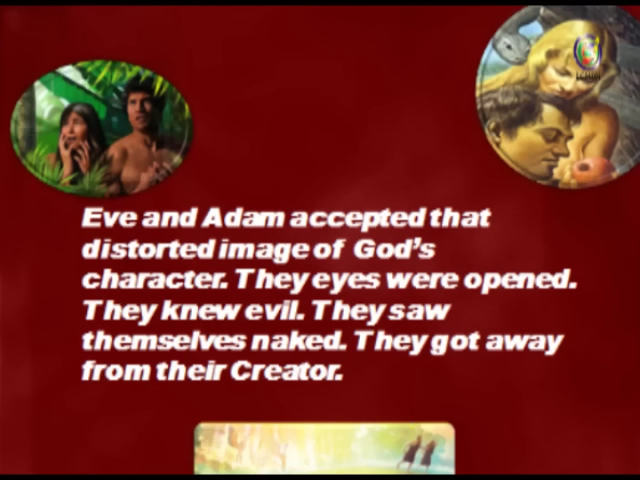 Eve and Adam accepted that
distorted image of God's
character. They eyes were opened.
They knew evil. They saw
themselves naked. They got away
from their Creator.